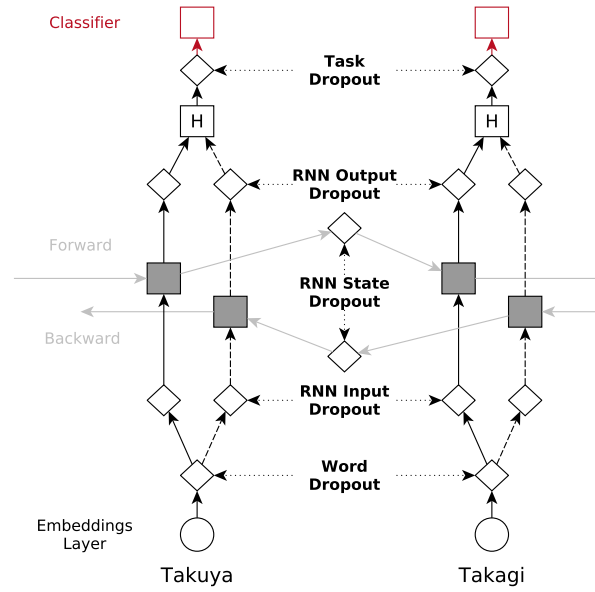 Classifier
Task
Dropout
H
H
RNN Output
Dropout
Forward
RNN State
Dropout
Backward
RNN Input
Dropout
Word
Dropout
Embeddings
Layer
Takuya
Takagi